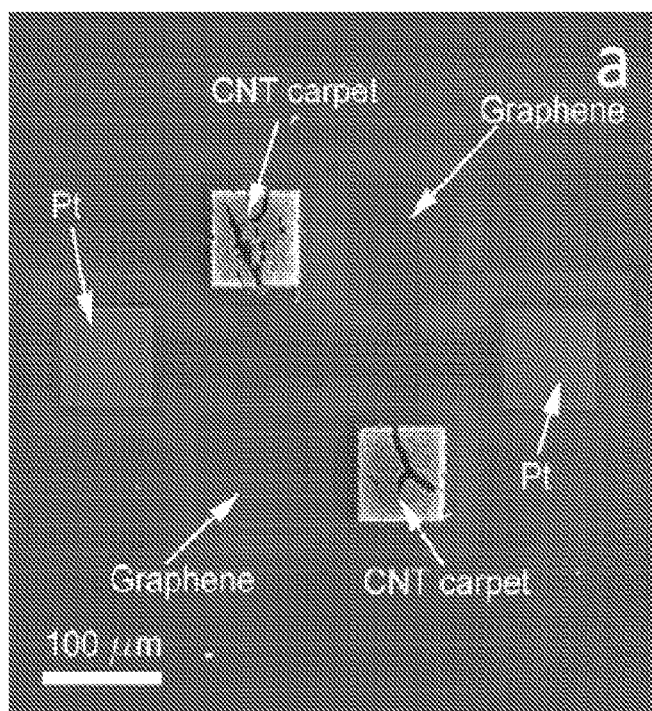 a
CNT carpet
Graphene
Pt
Pt
Graphene
CNT carpet
100 μm